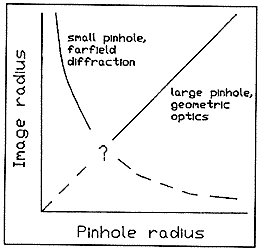 small pinhole,
farfield
diffraction
large pinhole,
geometric
optics
?
Image radius
Pinhole radius